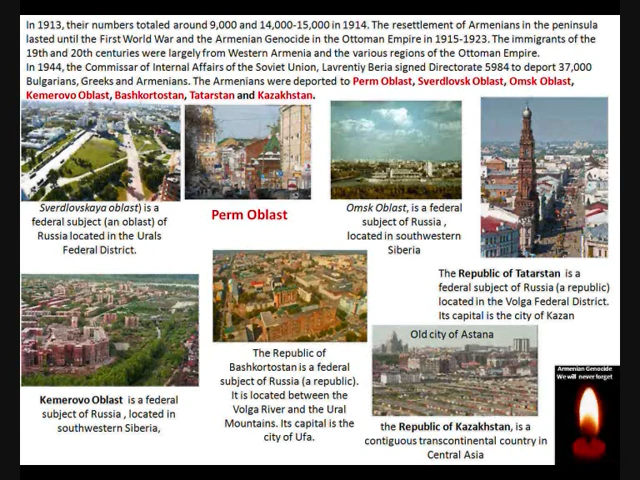 In 1913, their numbers totaled around 9,000 and 14,000-15,000 in 1914. The resettlement of Armenians in the peninsula
lasted until the First World War and the Armenian Genocide in the Ottoman Empire in 1915-1923. The immigrants of the
19th and 20th centuries were largely from Western Armenia and the various regions of the Ottoman Empire.
In 1944, the Commissar of Internal Affairs of the Soviet Union, Lavrentiy Beria signed Directorate 5984 to deport 37,000
Bulgarians, Greeks and Armenians. The Armenians were deported to Perm Oblast, Sverdlovsk Oblast, Omsk Oblast,
Kemerovo Oblast, Bashkortostan, Tatarstan and Kazakhstan.
Sverdlovskaya oblast) is a
federal subject (an oblast) of
Russia located in the Urals
Federal District.
Perm Oblast
Omsk Oblast, is a federal
subject of Russia ,
located in southwestern
Siberia
The Republic of Tatarstan is a
federal subject of Russia (a republic)
located in the Volga Federal District.
Its capital is the city of Kazan
Kemerovo Oblast is a federal
subject of Russia , located in
southwestern Siberia,
The Republic of
Bashkortostan is a federal
subject of Russia (a republic).
It is located between the
Volga River and the Ural
Mountains. Its capital is the
city of Ufa.
Old city of Astana
the Republic of Kazakhstan, is a
contiguous transcontinental country in
Central Asia
Armenian Genocide
We will never forget